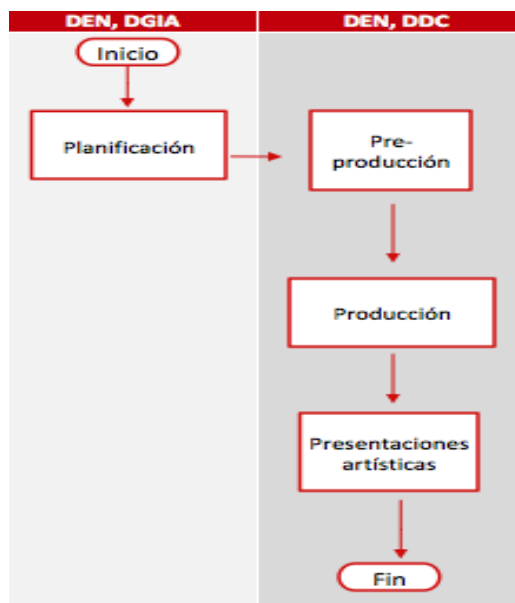 DEN, DGIA
DEN, DDC
Inicio
Planificación
Pre-
producción
Producción
Presentaciones
artísticas
Fin